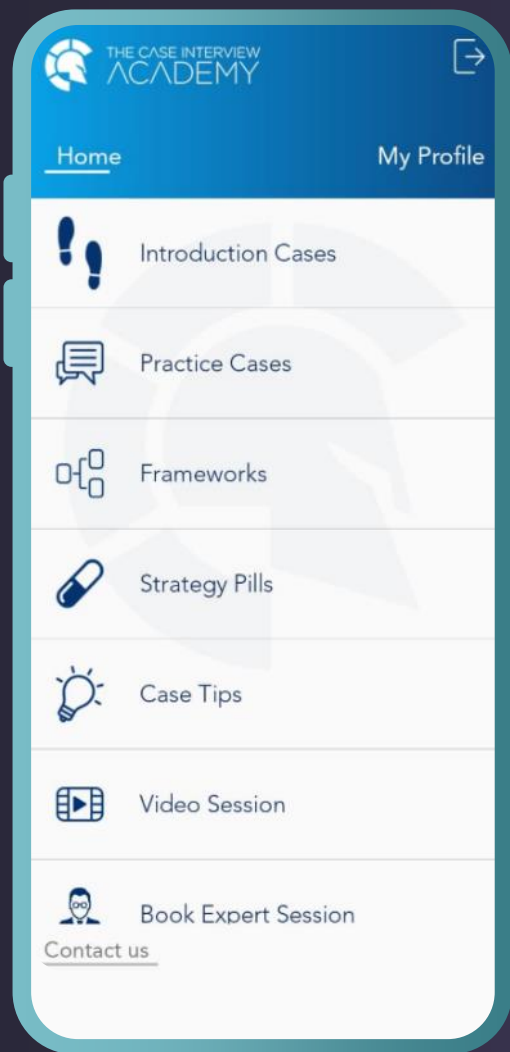 THE CASE INTERVIEW
ACADEMY
Home
My Profile
Introduction Cases
Practice Cases
Frameworks
Strategy Pills
Case Tips
Video Session
Book Expert Session
Contact us